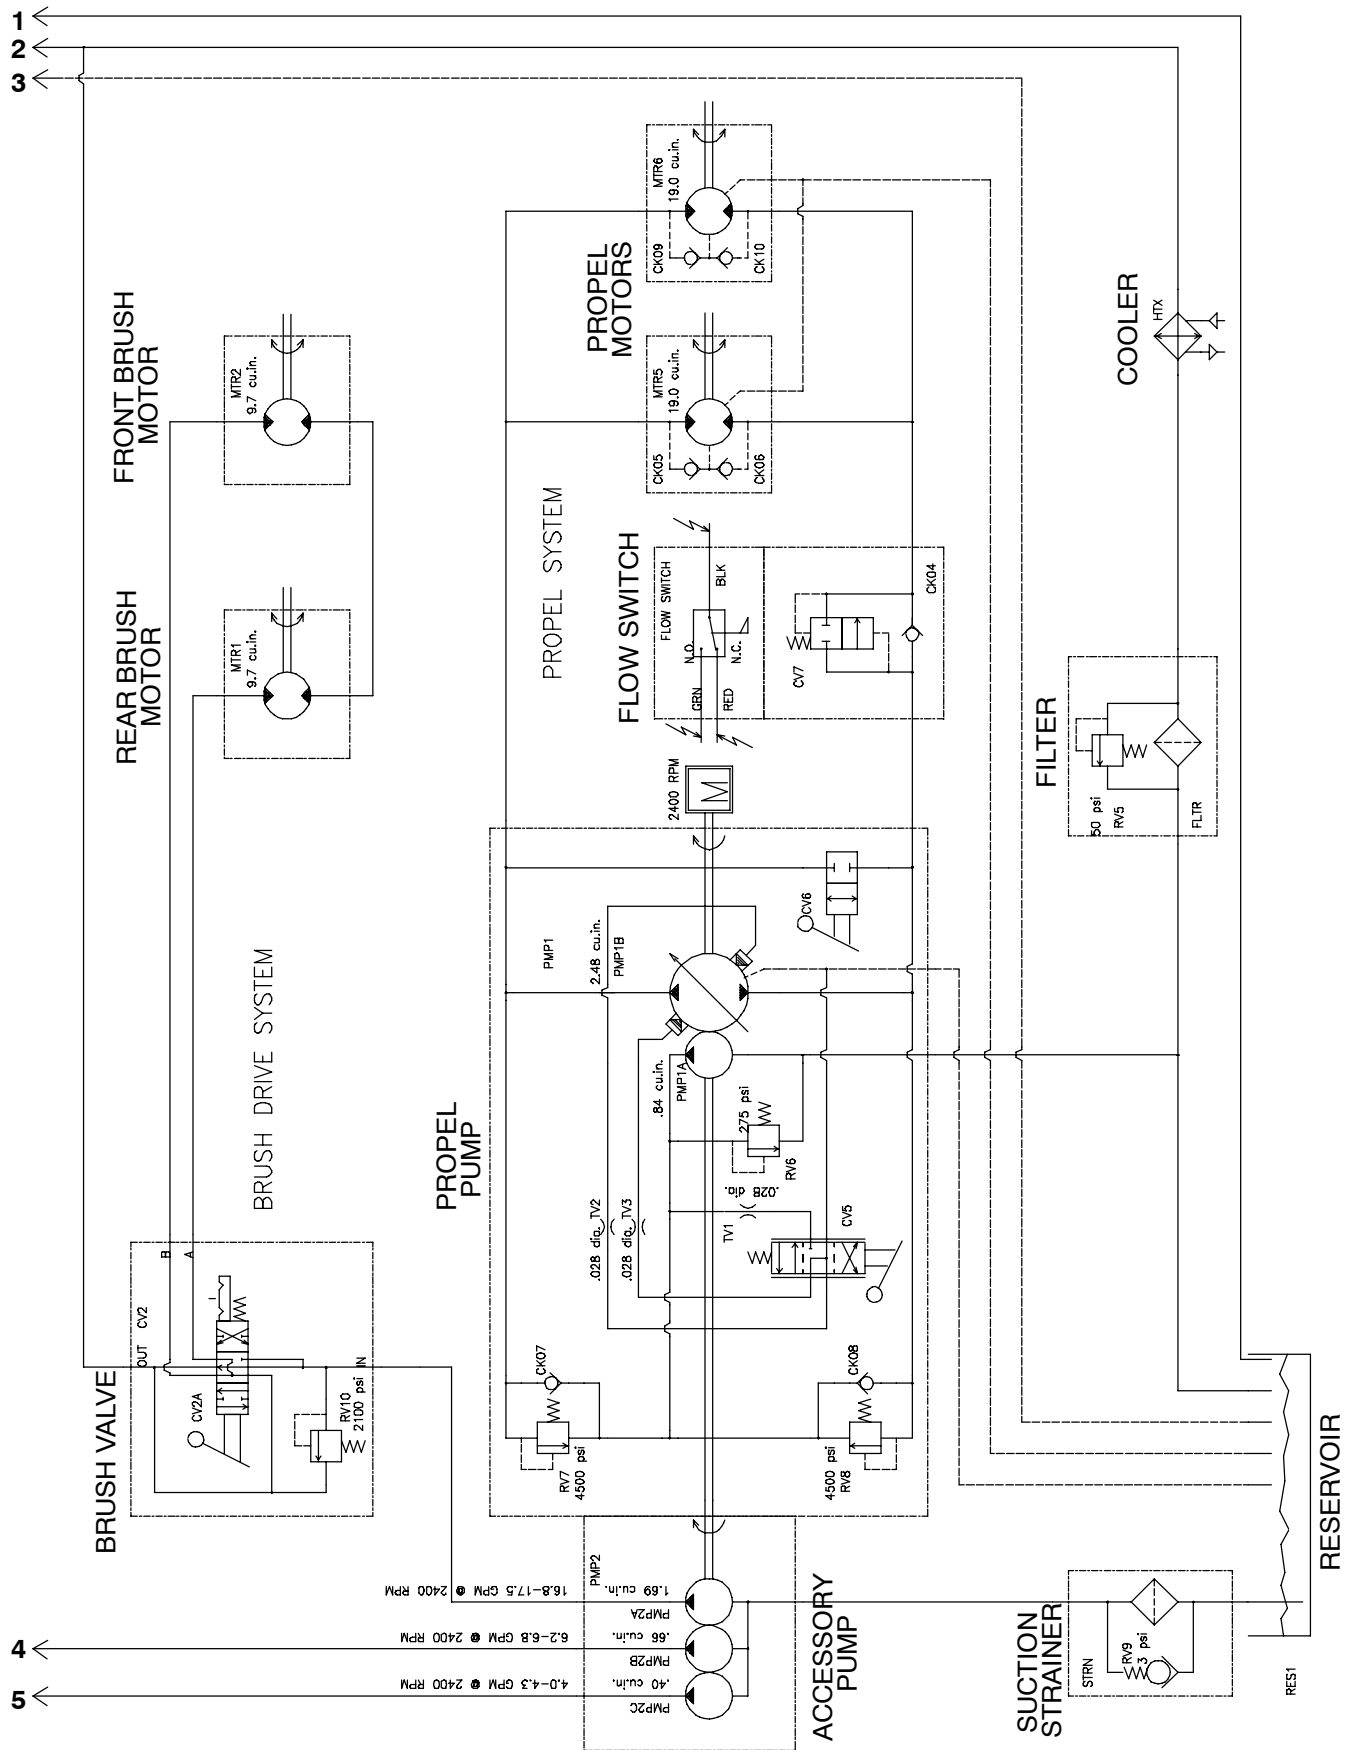 1
2
3
FRONT BRUSH
MOTOR
MTR2
9.7 cu.in.
REAR BRUSH
MOTOR
MTR1
9.7 cu.in.
BRUSH DRIVE SYSTEM
BRUSH VALVE
OUT
CV2
B
A
CV2A
RV10
2100 psi
IN
PROPEL
MOTORS
MTR6
19.0 cu.in.
CK09
CK10
MTR5
19.0 cu.in.
CK05
CK06
PROPEL SYSTEM
FLOW SWITCH
FLOW SWITCH
BLK
N.O.
N.C.
GRN
RED
CV7
CK04
2400 RPM
M
PROPEL
PUMP
PMP1
2.48 cu.in.
PMP1B
CV6
.84 cu.in.
PMP1A
275 psi
RV6
.028 dia. TV2
.028 dia. TV3
TV1
.028 dia.
CV5
CK07
RV7
4500 psi
CK08
4500 psi
RV8
COOLER
HTX
FILTER
50 psi
RV5
FLTR
RESERVOIR
RES1
SUCTION
STRAINER
STRN
RV9
3 psi
ACCESSORY
PUMP
PMP2
1.69 cu.in.
16.8-17.5 GPM @ 2400 RPM
PMP2A
.66 cu.in.
6.2-6.8 GPM @ 2400 RPM
PMP2B
.40 cu.in.
4.0-4.3 GPM @ 2400 RPM
PMP2C
4
5